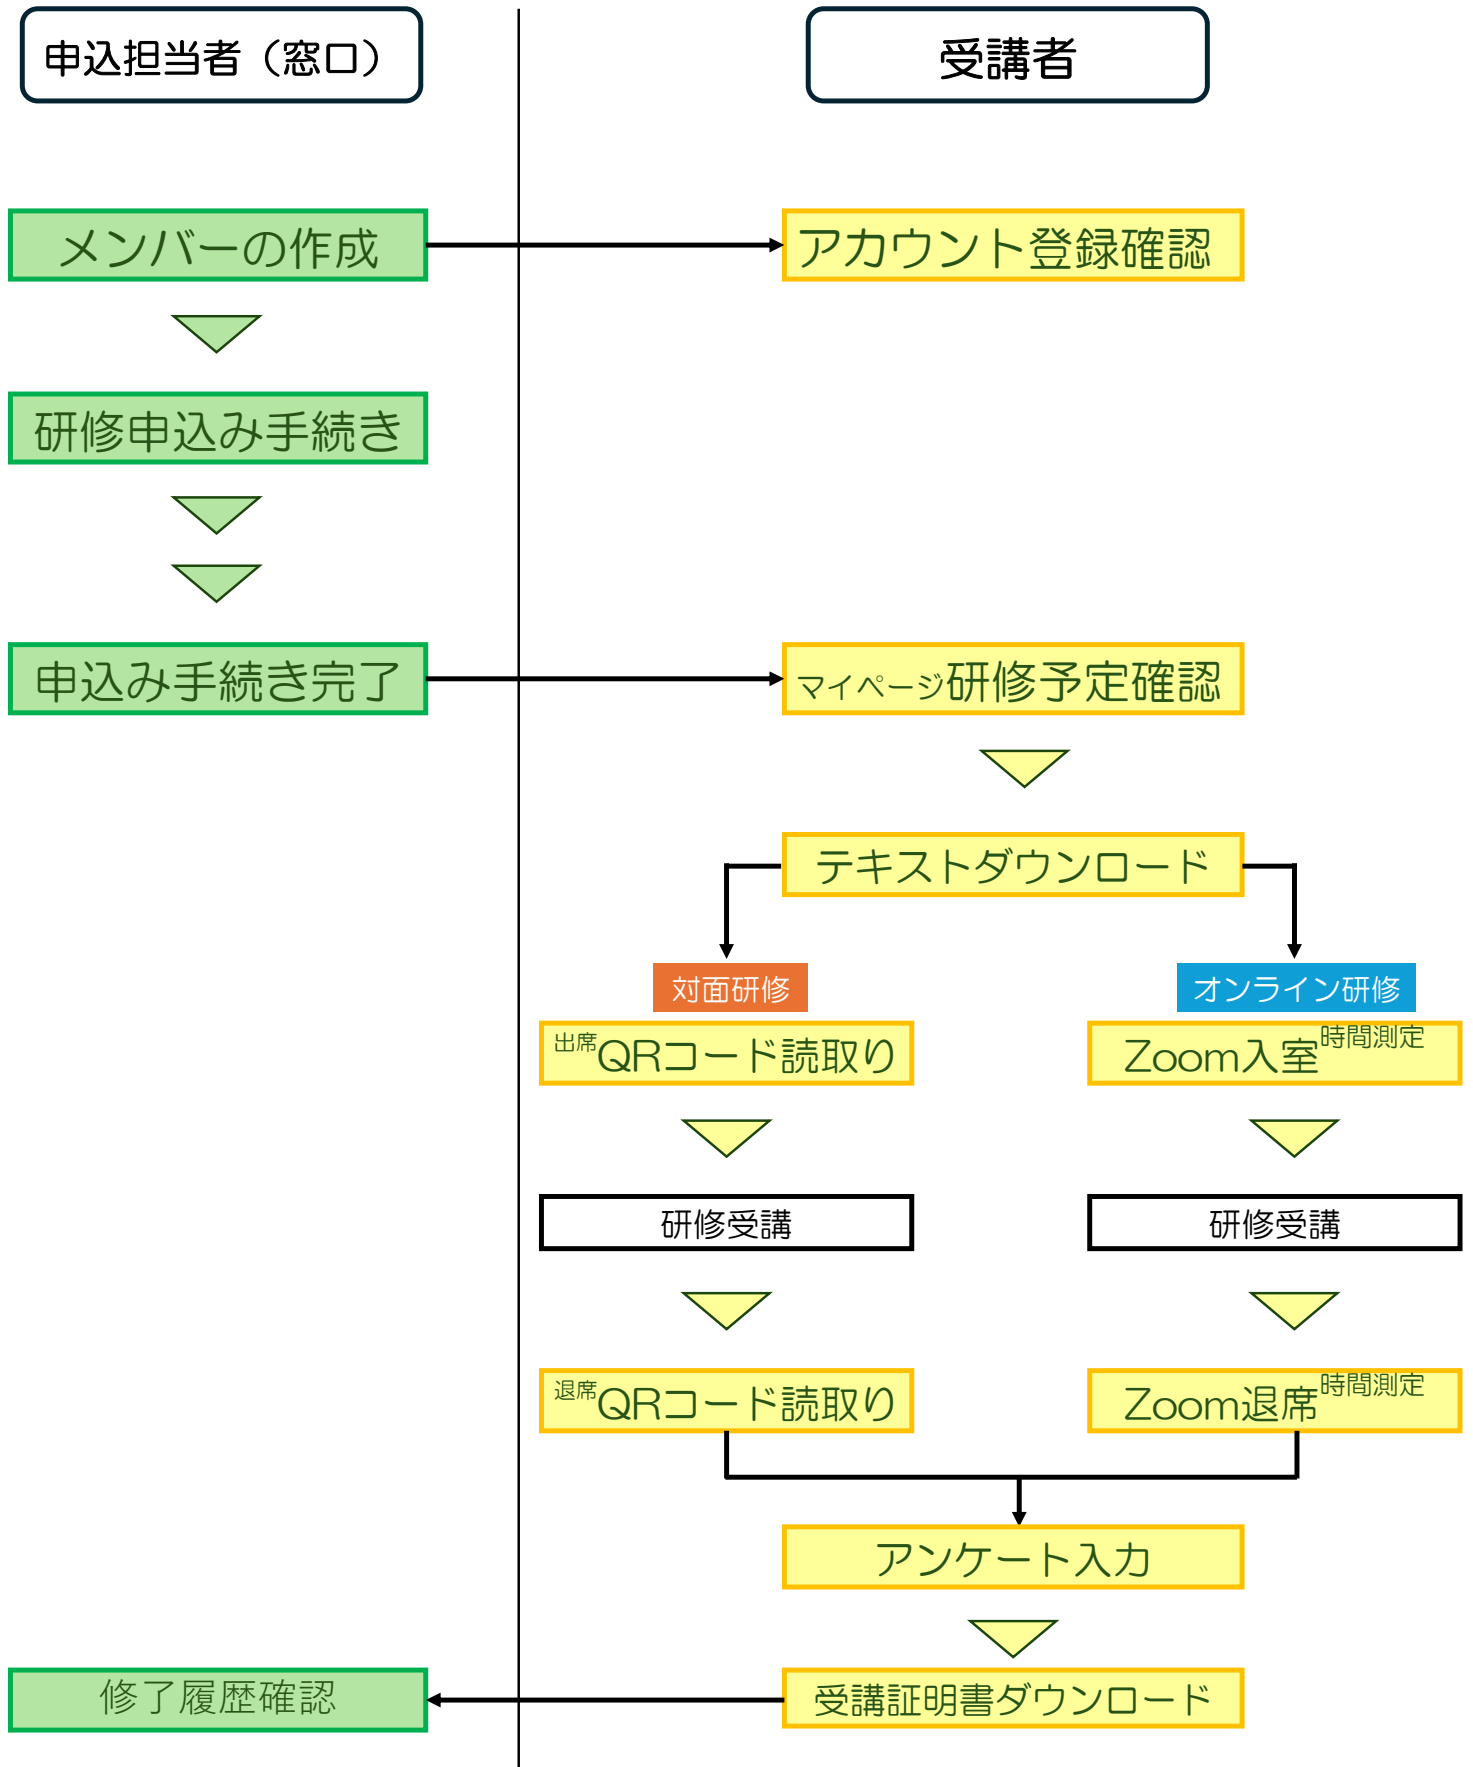 申込担当者（窓口）
受講者
メンバーの作成
アカウント登録確認
研修申込み手続き
申込み手続き完了
マイページ研修予定確認
テキストダウンロード
対面研修
オンライン研修
出席QRコード読取り
Zoom入室時間測定
研修受講
研修受講
退席QRコード読取り
Zoom退席時間測定
アンケート入力
修了履歴確認
受講証明書ダウンロード